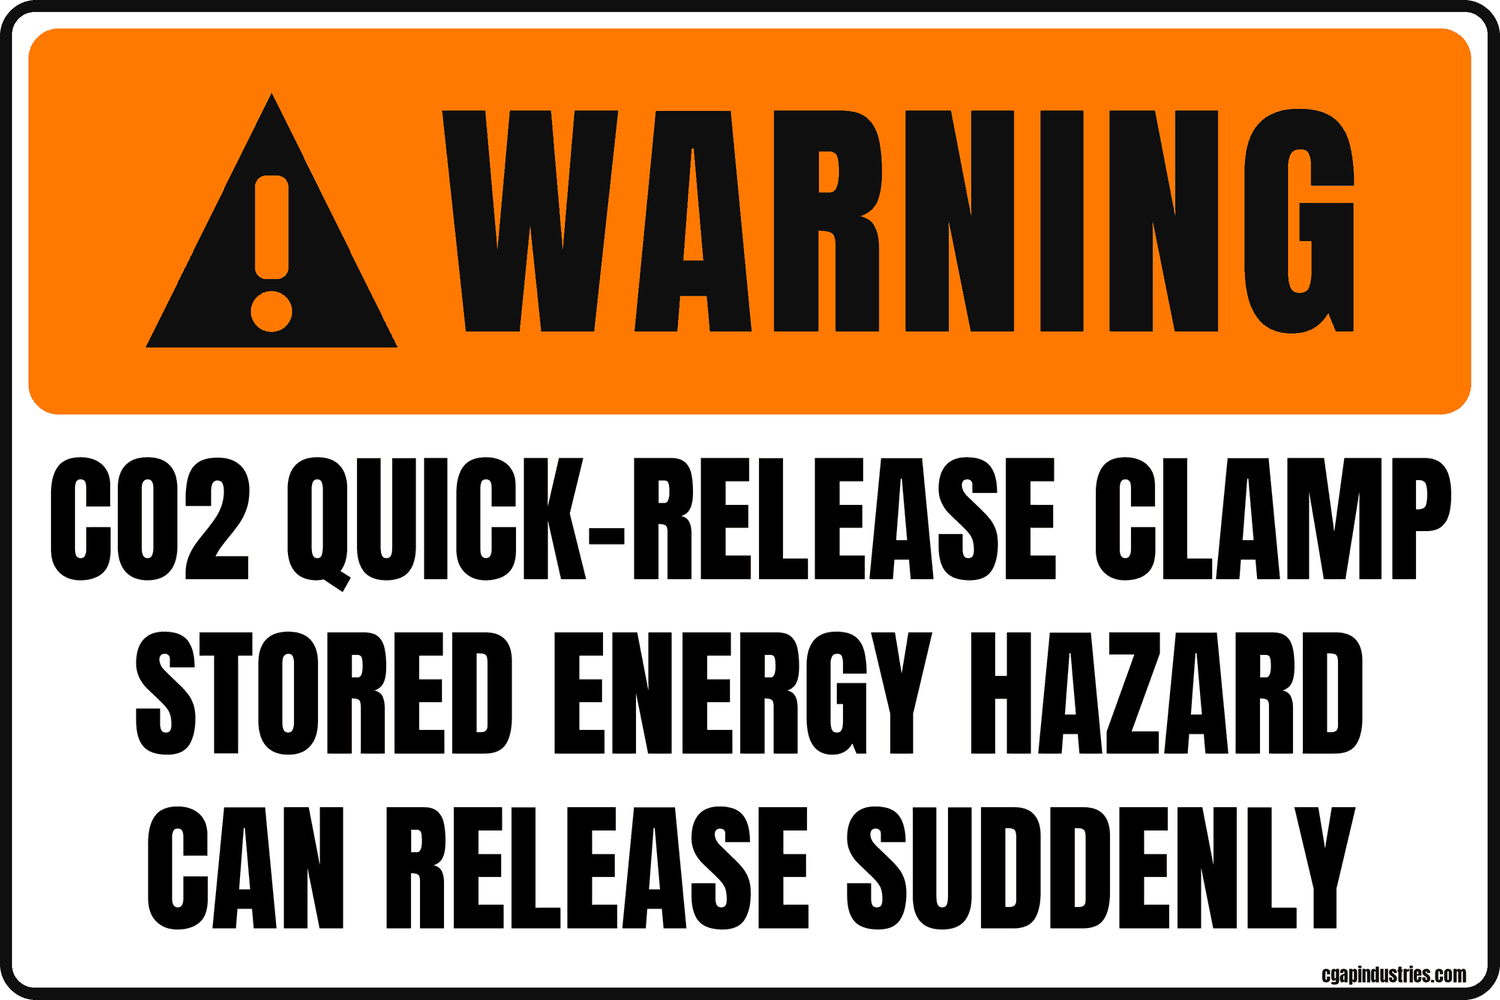 WARNING
CO2 QUICK-RELEASE CLAMP
STORED ENERGY HAZARD
CAN RELEASE SUDDENLY
cgapindustries.com